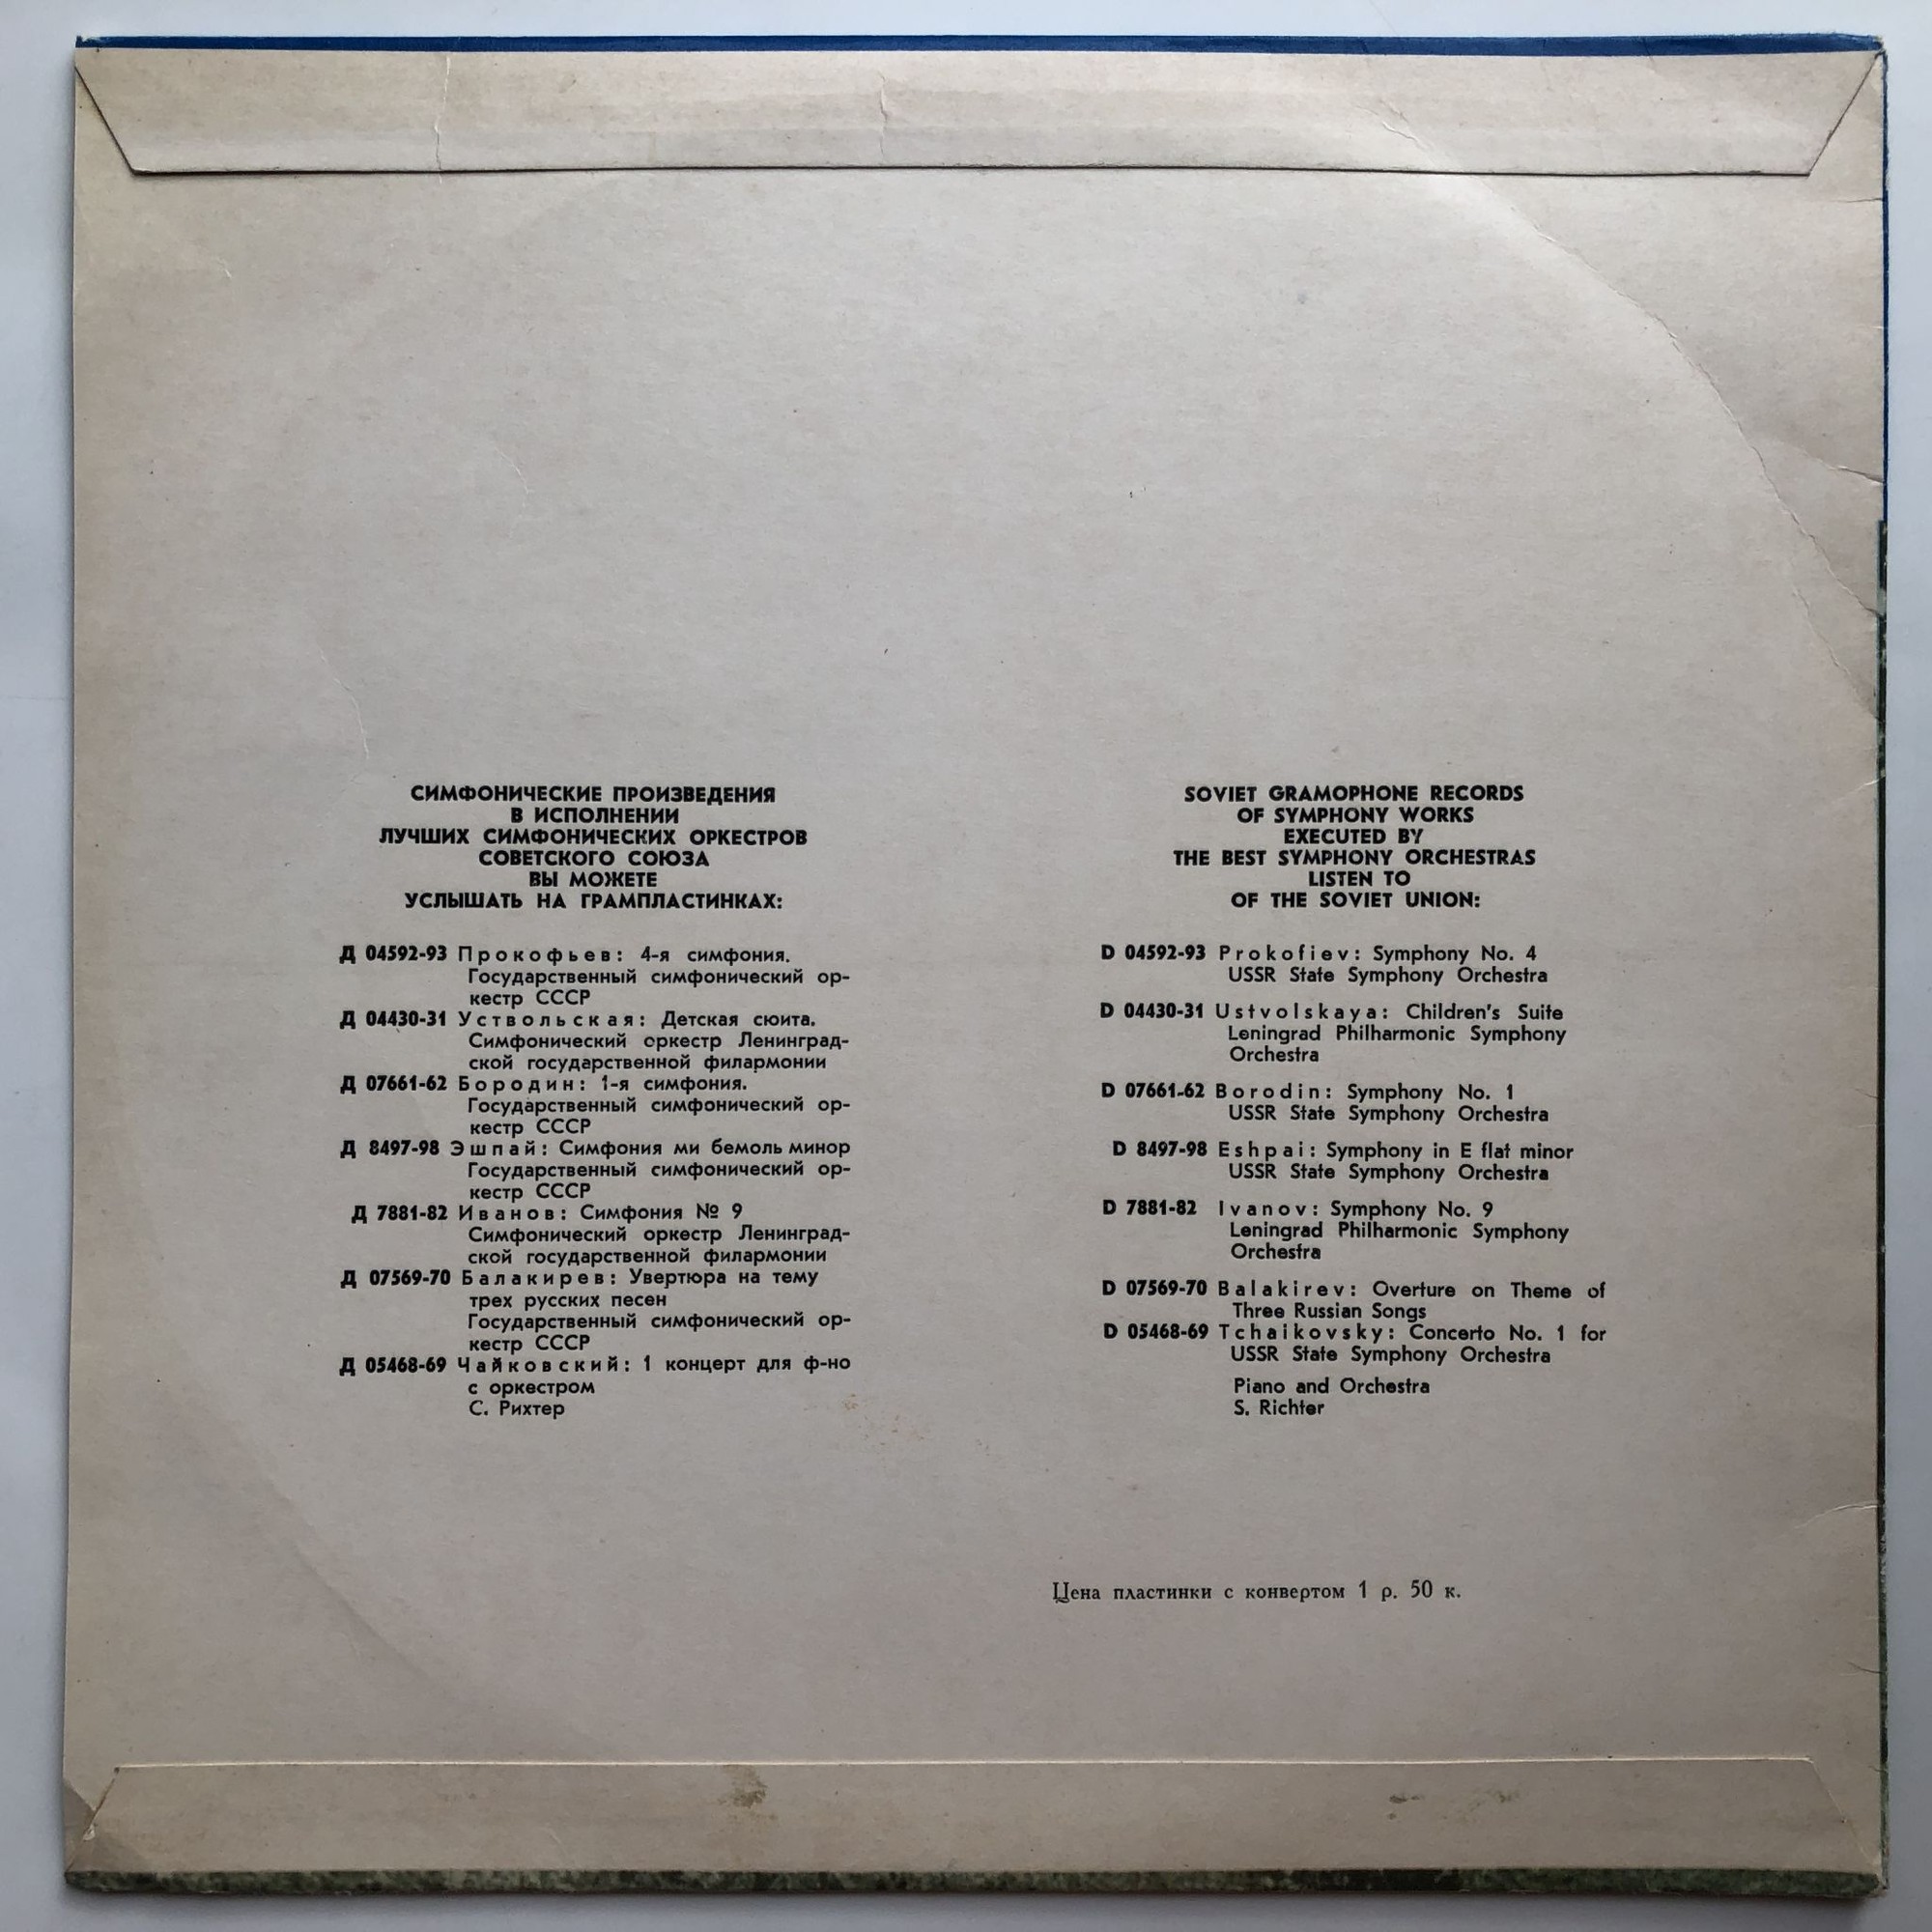 СИМФОНИЧЕСКИЕ ПРОИЗВЕДЕНИЯ
В ИСПОЛНЕНИИ
ЛУЧШИХ СИМФОНИЧЕСКИХ ОРКЕСТРОВ
СОВЕТСКОГО СОЮЗА
ВЫ МОЖЕТЕ
УСЛЫШАТЬ НА ГРАМПЛАСТИНКАХ:
Д 04592-93 Прокофьев: 4-я симфония.
Государственный симфонический ор-
кестр СССР
Д 04430-31 Уствольская: Детская сюита.
Симфонический оркестр Ленинград-
ской государственной филармонии
Д 07661-62 Бородин: 1-я симфония.
Государственный симфонический ор-
кестр СССР
Д 8497-98 Эшпай: Симфония ми бемоль минор
Государственный симфонический ор-
кестр СССР
Д 7881-82 Иванов: Симфония № 9
Симфонический оркестр Ленинград-
ской государственной филармонии
Д 07569-70 Балакирев: Увертюра на тему
трех русских песен
Государственный симфонический ор-
кестр СССР
Д 05468-69 Чайковский: 1 концерт для ф-но
с оркестром
С. Рихтер
SOVIET GRAMOPHONE RECORDS
OF SYMPHONY WORKS
EXECUTED BY
THE BEST SYMPHONY ORCHESTRAS
LISTEN TO
OF THE SOVIET UNION:
D 04592-93 Prokofiev: Symphony No. 4
USSR State Symphony Orchestra
D 04430-31 Ustvolskaya: Children's Suite
Leningrad Philharmonic Symphony
Orchestra
D 07661-62 Borodin: Symphony No. 1
USSR State Symphony Orchestra
D 8497-98 Eshpai: Symphony in E flat minor
USSR State Symphony Orchestra
D 7881-82 Ivanov: Symphony No. 9
Leningrad Philharmonic Symphony
Orchestra
D 07569-70 Balakirev: Overture on Theme of
Three Russian Songs
D 05468-69 Tchaikovsky: Concerto No. 1 for
USSR State Symphony Orchestra
Piano and Orchestra
S. Richter
Цена пластинки с конвертом 1 р. 50 к.